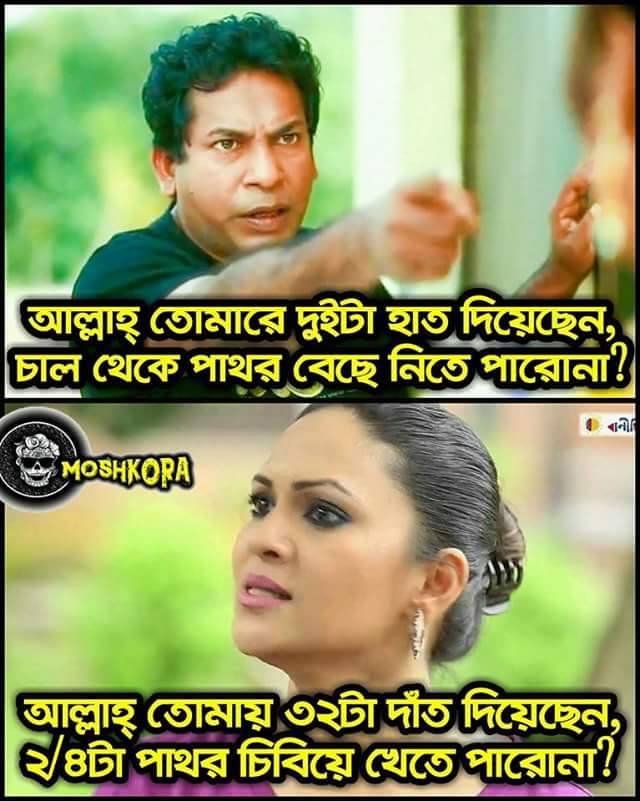 আল্লাহ্ তোমারে দুইটা হাত দিয়েছেন,
চাল থেকে পাথর বেছে নিতে পারোনা?
MOSHKORA
আল্লাহ্ তোমায় ৩২টা দাঁত দিয়েছেন,
২/৪টা পাথর চিবিয়ে খেতে পারোনা?